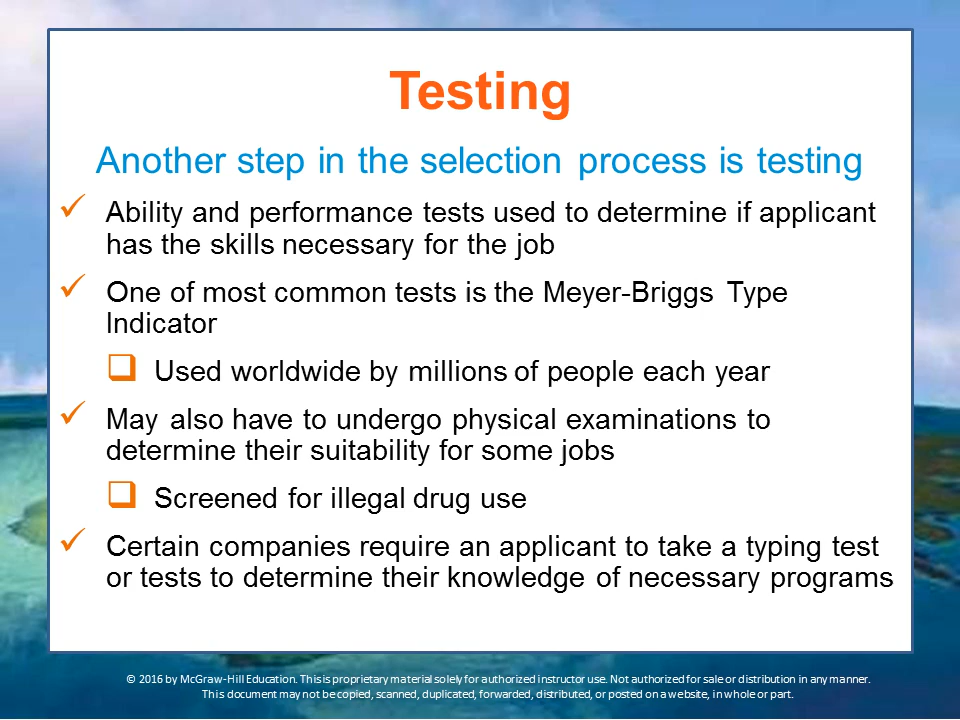 Testing
Another step in the selection process is testing
Ability and performance tests used to determine if applicant
has the skills necessary for the job
One of most common tests is the Meyer-Briggs Type
Indicator
Used worldwide by millions of people each year
May also have to undergo physical examinations to
determine their suitability for some jobs
Screened for illegal drug use
Certain companies require an applicant to take a typing test
or tests to determine their knowledge of necessary programs
© 2016 by McGraw-Hill Education. This is proprietary material solely for authorized instructor use. Not authorized for sale or distribution in any manner.
This document may not be copied, scanned, duplicated, forwarded, distributed, or posted on a website, in whole or part.